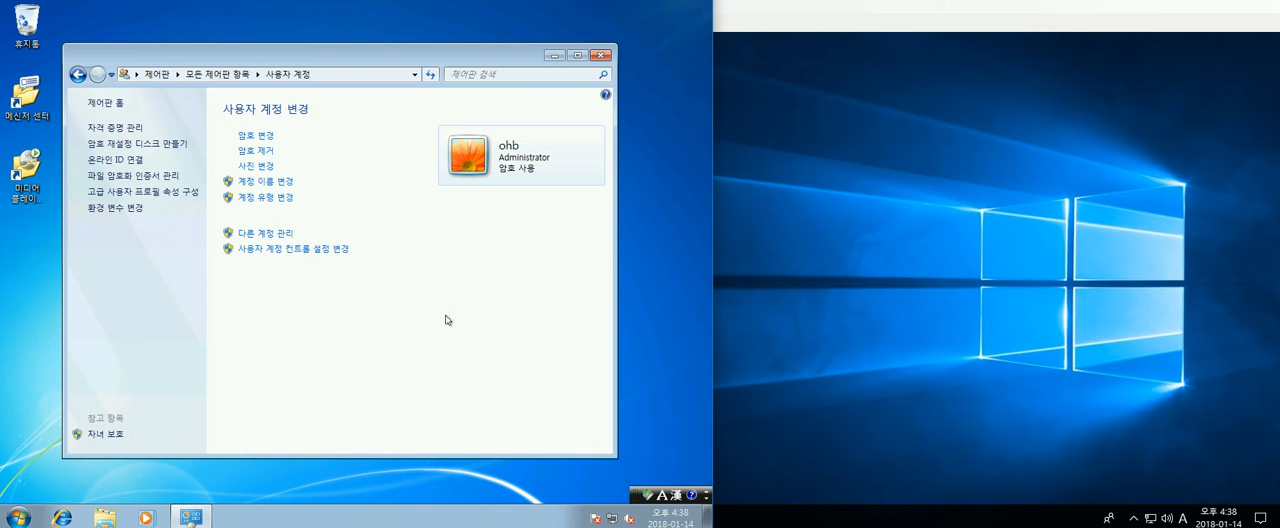 휴지통
메신저 센터
미디어
플레이...
제어판 모든 제어판 항목 사용자 계정
제어판 검색
제어판 홈
자격 증명 관리
암호 재설정 디스크 만들기
온라인 ID 연결
파일 암호화 인증서 관리
고급 사용자 프로필 속성 구성
환경 변수 변경
참고 항목
자녀 보호
사용자 계정 변경
암호 변경
암호 제거
사진 변경
계정 이름 변경
계정 유형 변경
다른 계정 관리
사용자 계정 컨트롤 설정 변경
ohb
Administrator
암호 사용
A 漢
오후 4:38
2018-01-14
A
오후 4:38
2018-01-14